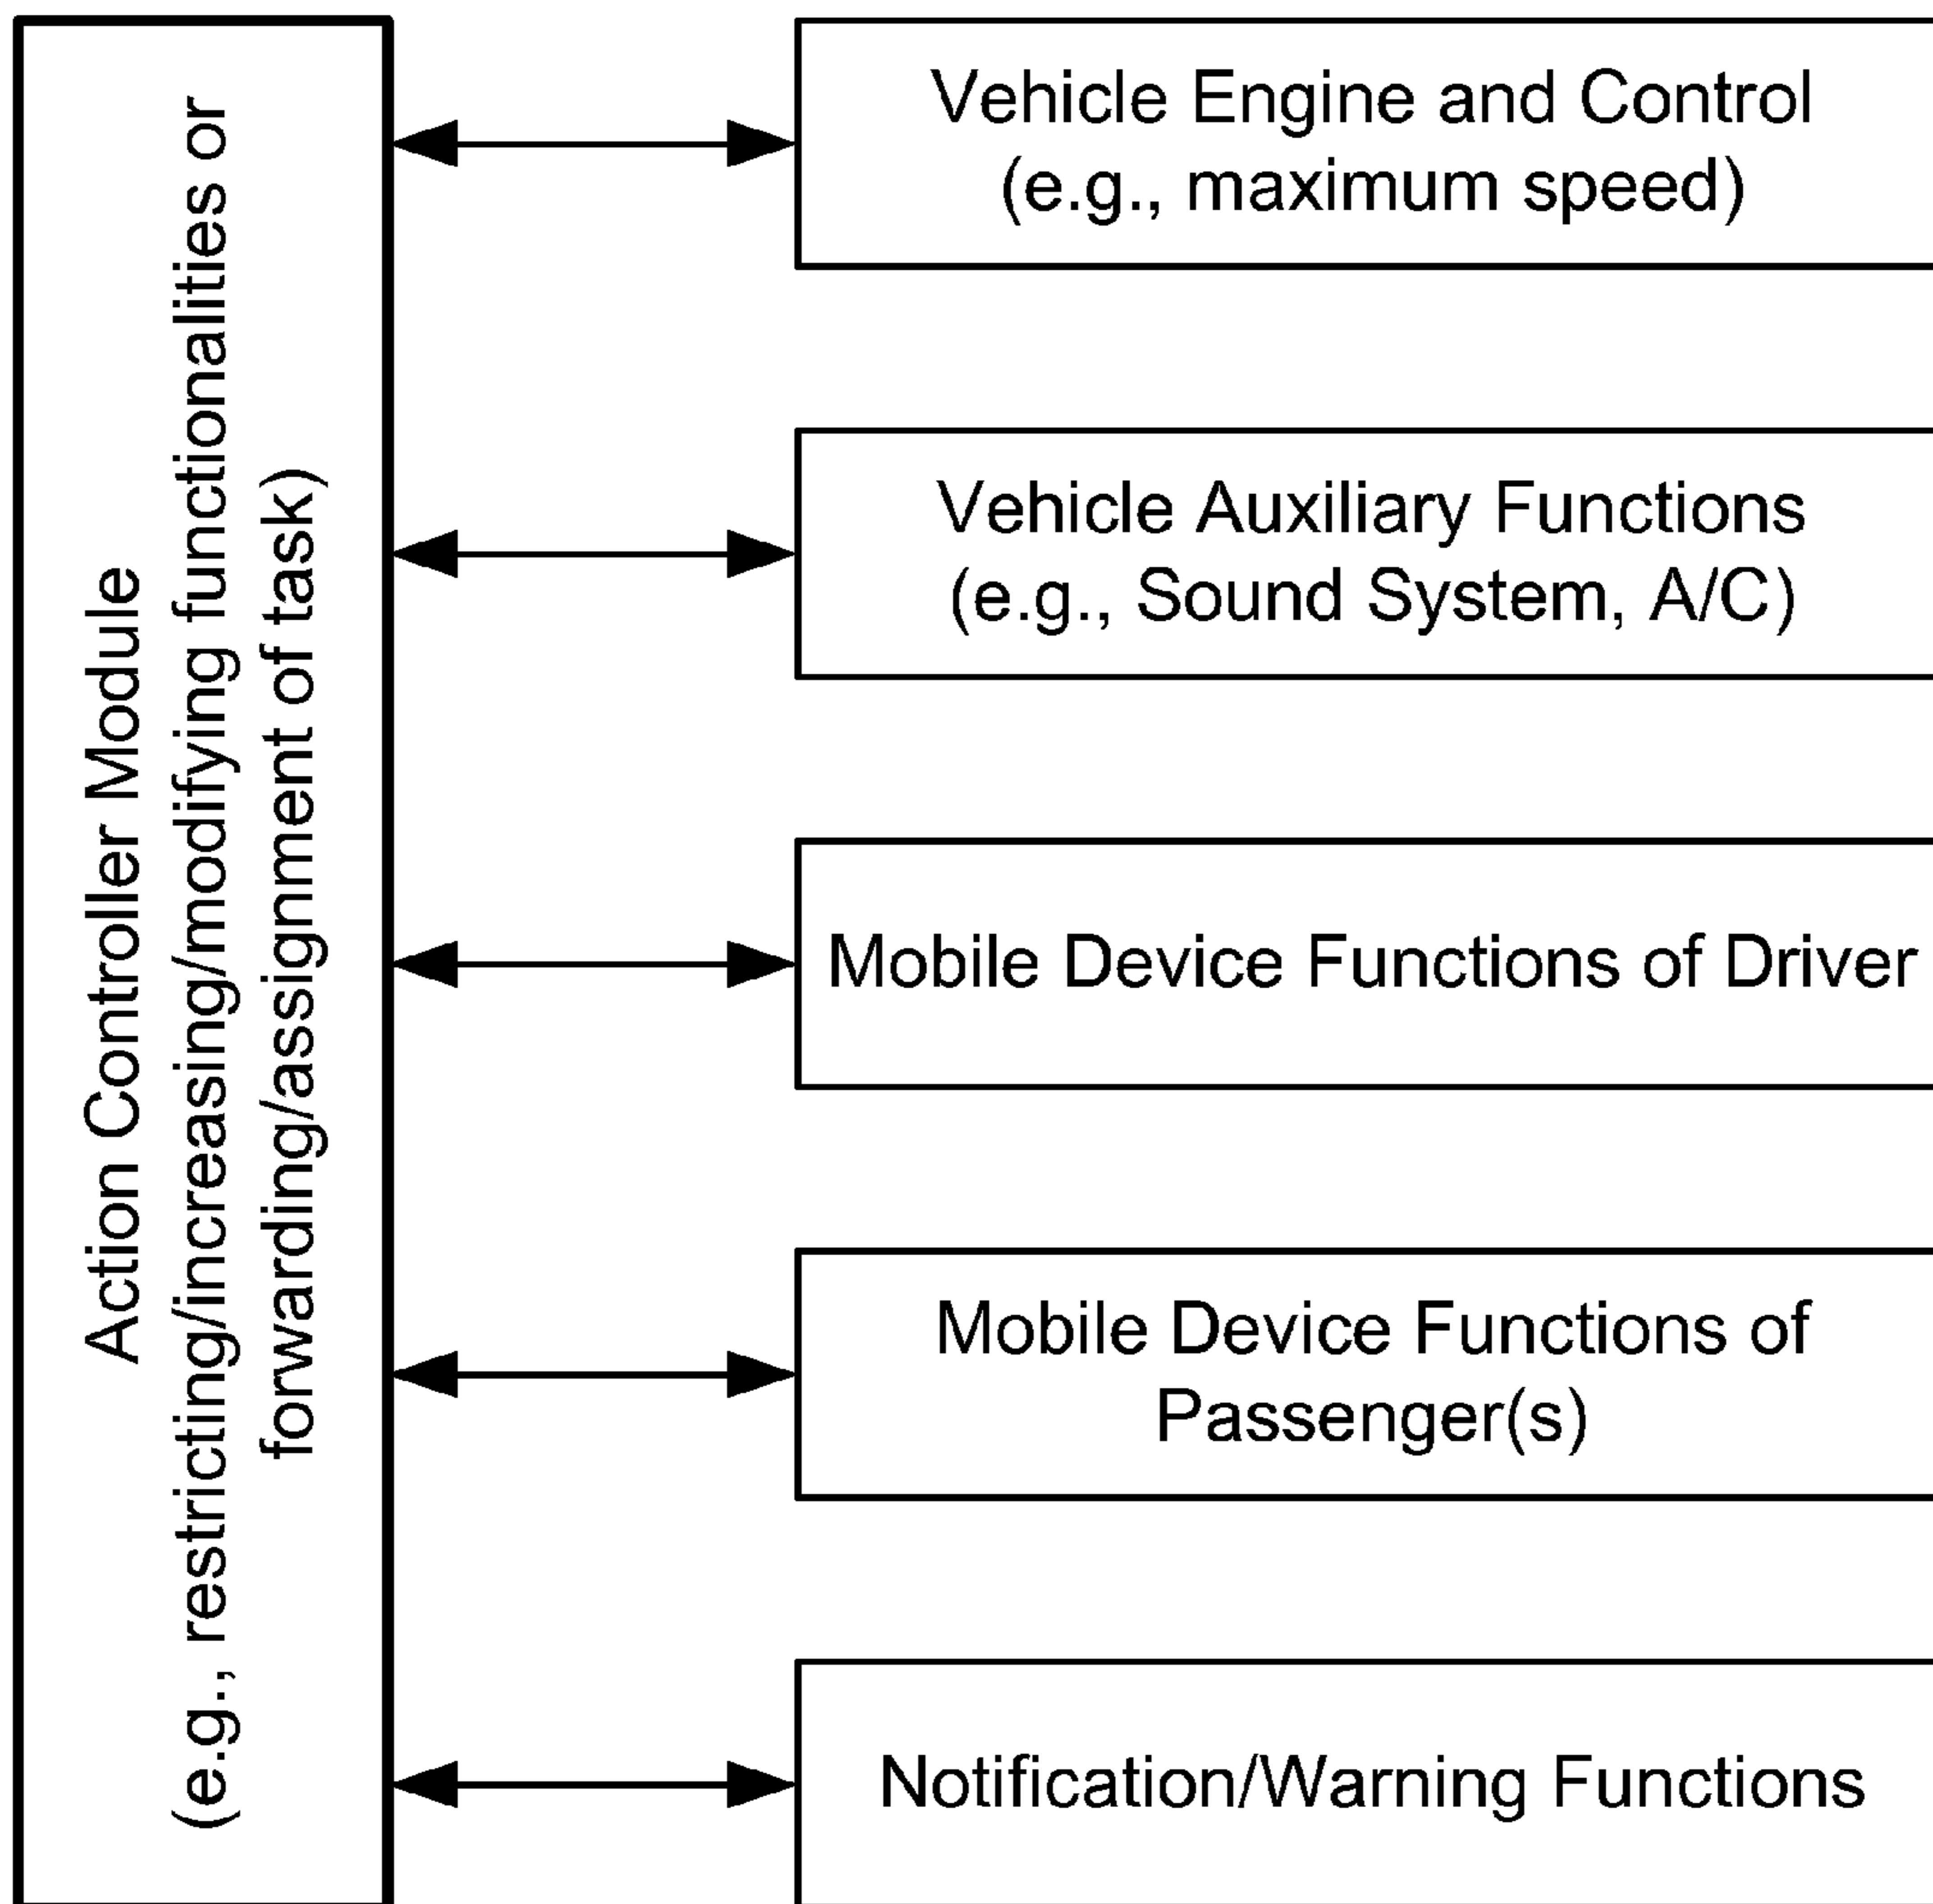 Action Controller Module
(e.g., restricting/increasing/modifying functionalities or
forwarding/assignment of task)
Vehicle Engine and Control
(e.g., maximum speed)
Vehicle Auxiliary Functions
(e.g., Sound System, A/C)
Mobile Device Functions of Driver
Mobile Device Functions of
Passenger(s)
Notification/Warning Functions